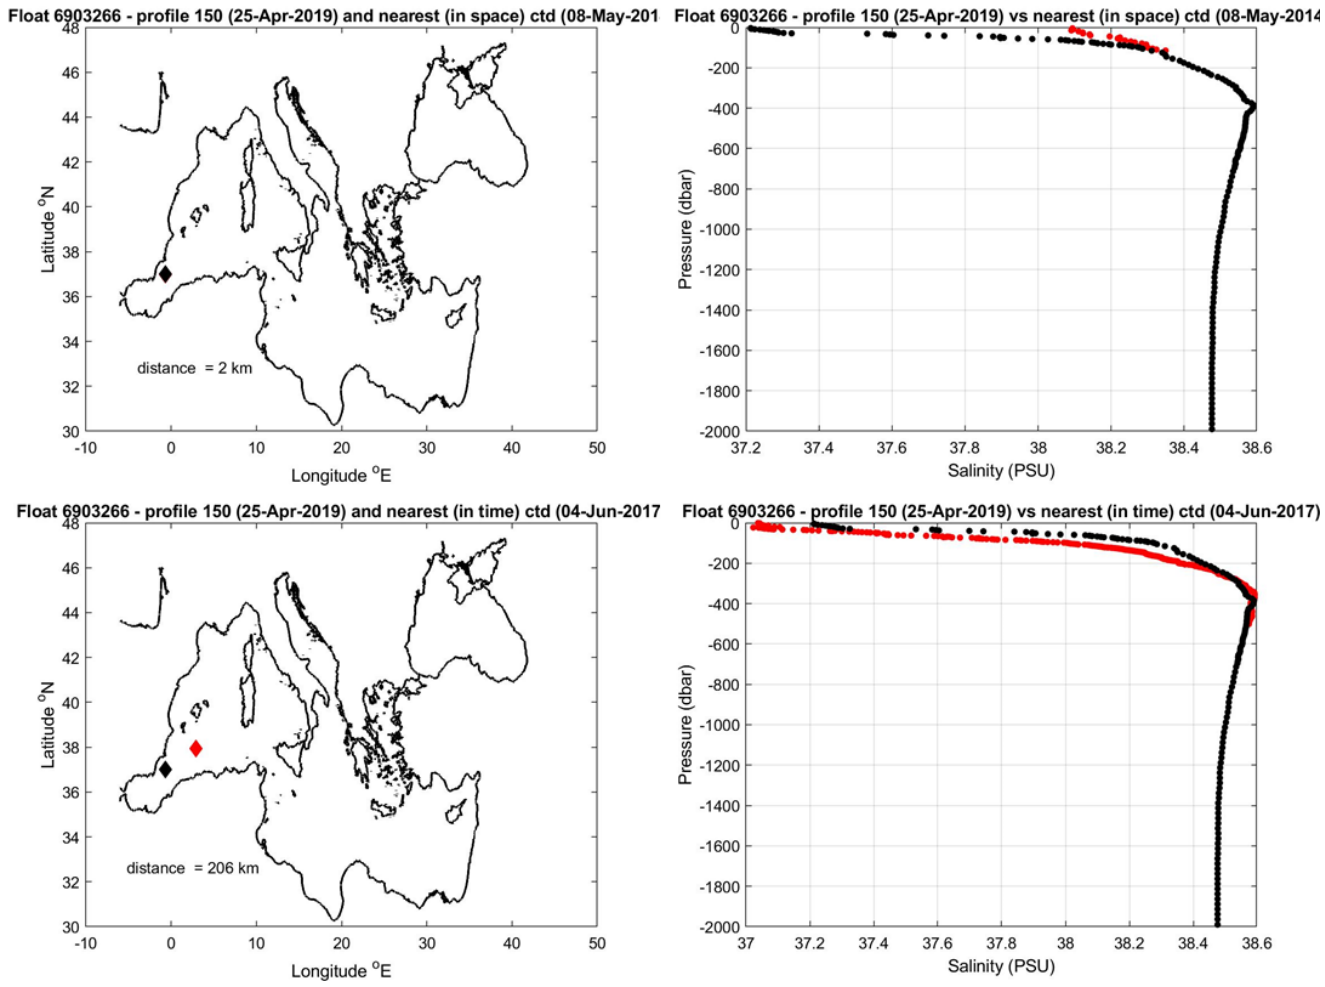 Float 6903266 - profile 150 (25-Apr-2019) and nearest (in space) ctd (08-May-201
48
46
44
42
40
38
36
34
32
30
Latitude °N
distance = 2 km
-10 0 10 20 30 40 50
Longitude °E
Float 6903266 - profile 150 (25-Apr-2019) vs nearest (in space) ctd (08-May-2014
0
-200
-400
-600
-800
-1000
-1200
-1400
-1600
-1800
-2000
Pressure (dbar)
37.2 37.4 37.6 37.8 38 38.2 38.4 38.6
Salinity (PSU)
Float 6903266 - profile 150 (25-Apr-2019) and nearest (in time) ctd (04-Jun-2017
48
46
44
42
40
38
36
34
32
30
Latitude °N
distance = 206 km
-10 0 10 20 30 40 50
Longitude °E
Float 6903266 - profile 150 (25-Apr-2019) vs nearest (in time) ctd (04-Jun-2017)
0
-200
-400
-600
-800
-1000
-1200
-1400
-1600
-1800
-2000
Pressure (dbar)
37 37.2 37.4 37.6 37.8 38 38.2 38.4 38.6
Salinity (PSU)